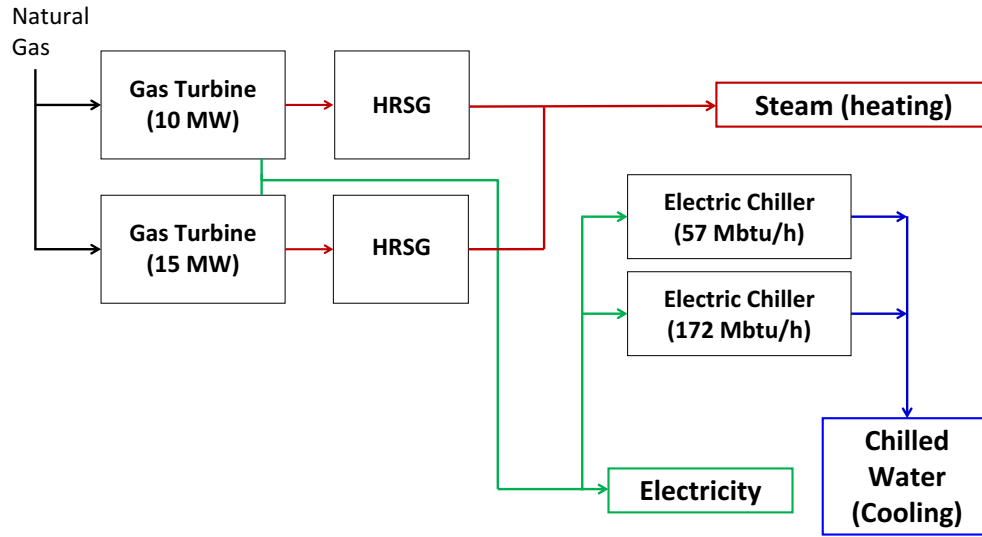 Natural
Gas
Gas Turbine
(10 MW)
HRSG
Steam (heating)
Gas Turbine
(15 MW)
HRSG
Electric Chiller
(57 Mbtu/h)
Electric Chiller
(172 Mbtu/h)
Electricity
Chilled
Water
(Cooling)